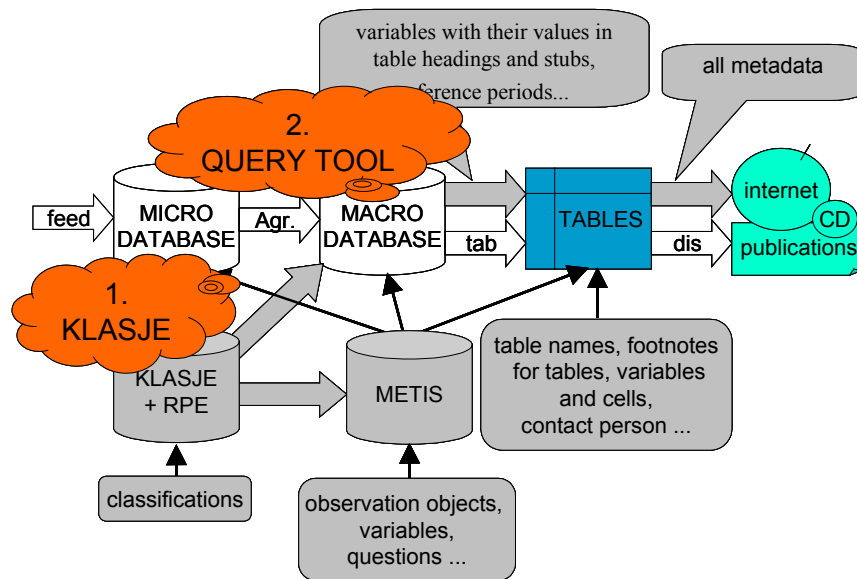 variables with their values in
table headings and stubs,
ference periods...
all metadata
2.
QUERY TOOL
feed
MICRO
DATABASE
Agr.
MACRO
DATABASE
tab
TABLES
dis
internet
CD
publications
1.
KLASJE
KLASJE
+ RPE
METIS
table names, footnotes
for tables, variables
and cells,
contact person ...
classifications
observation objects,
variables,
questions ...